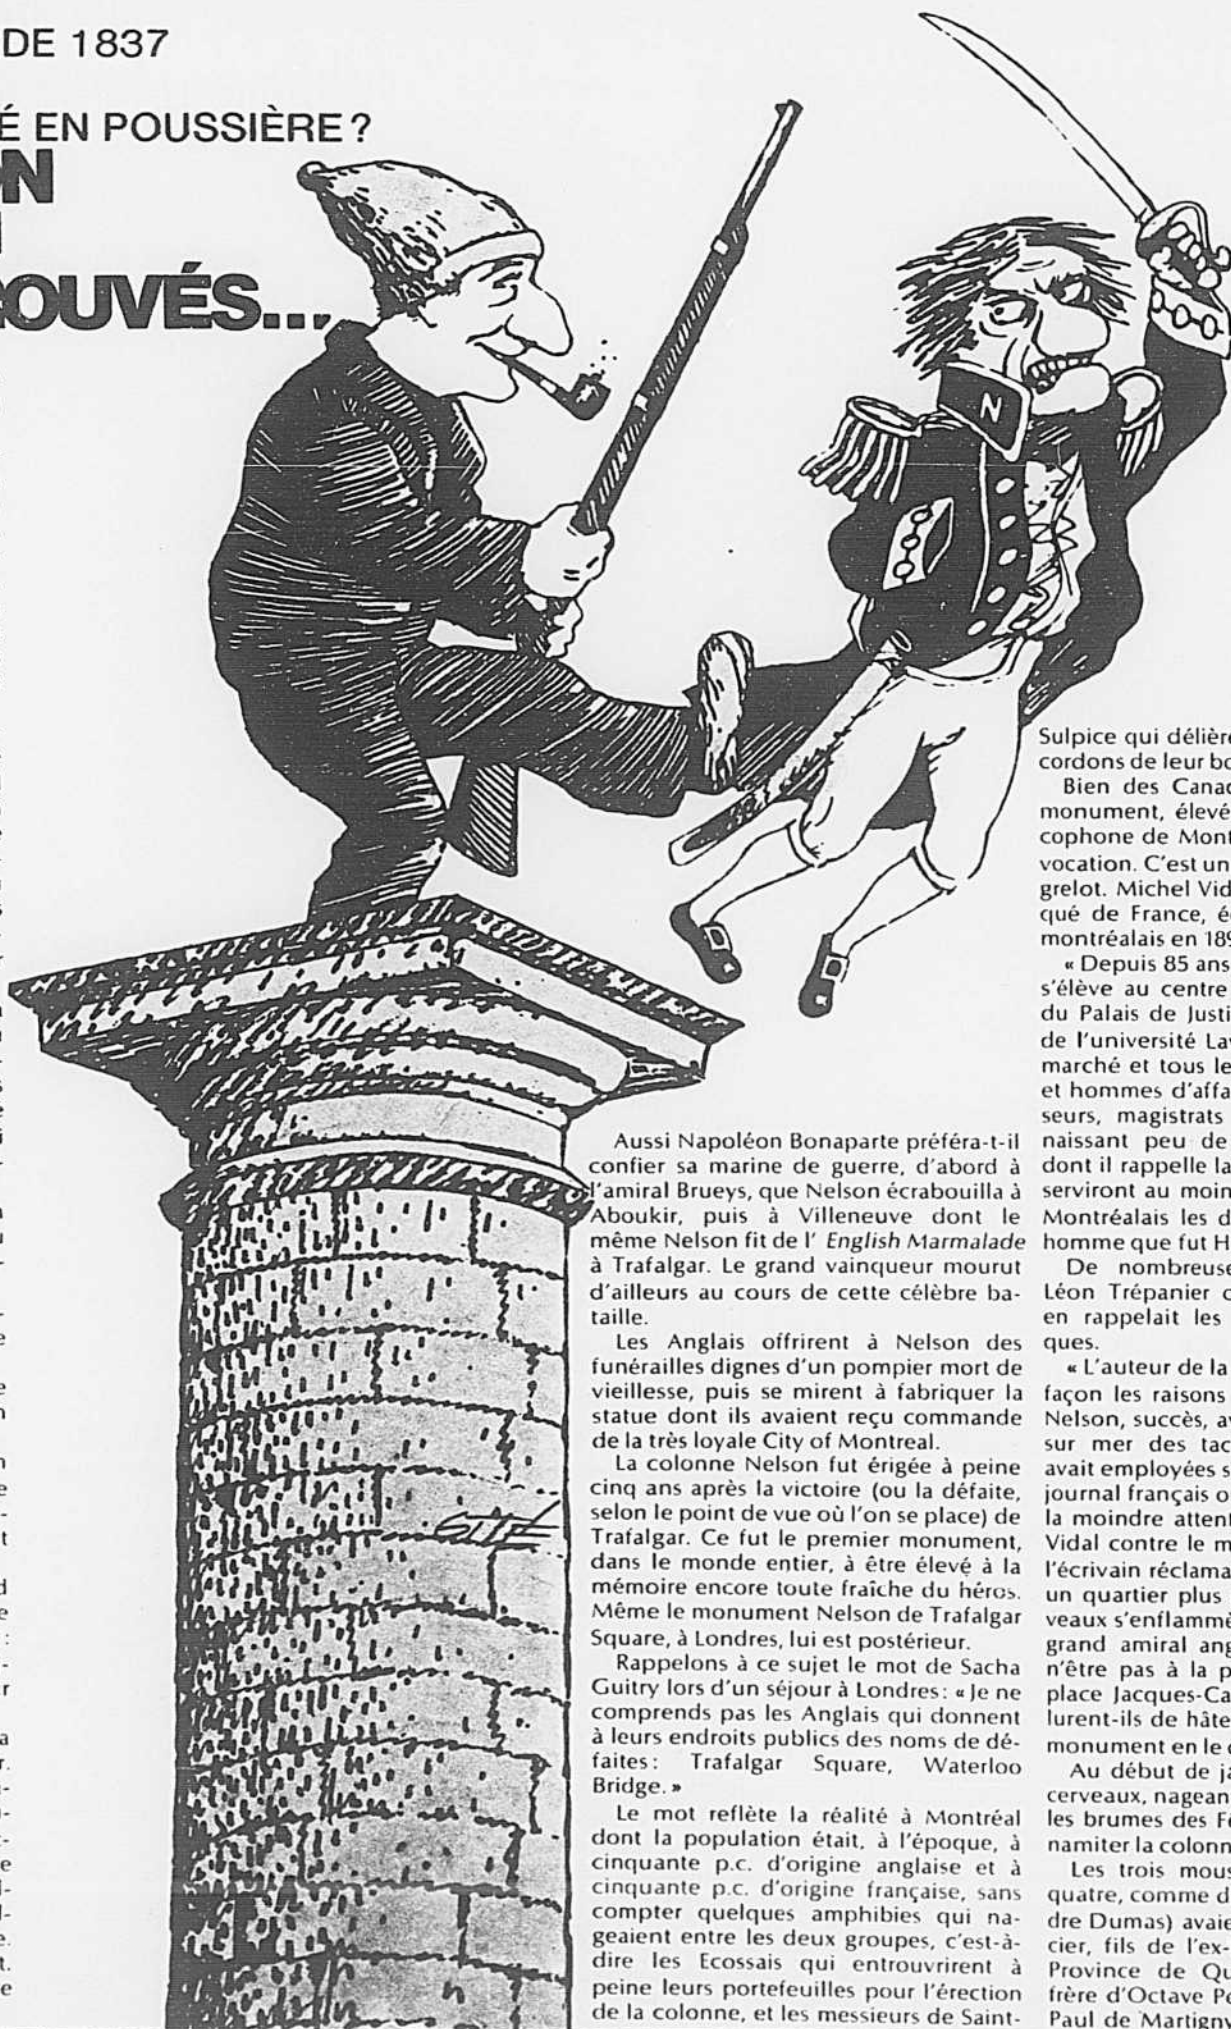 DE 1837
É EN POUSSIÈRE?
ON
OUVÉS...
N
Aussi Napoléon Bonaparte préféra-t-il
confier sa marine de guerre, d'abord à
l'amiral Brueys, que Nelson écrabouilla à
Aboukir, puis à Villeneuve dont le
même Nelson fit de l' English Marmalade
à Trafalgar. Le grand vainqueur mourut
d'ailleurs au cours de cette célèbre ba-
taille.
Les Anglais offrirent à Nelson des
funérailles dignes d'un pompier mort de
vieillesse, puis se mirent à fabriquer la
statue dont ils avaient reçu commande
de la très loyale City of Montreal.
La colonne Nelson fut érigée à peine
cinq ans après la victoire (ou la défaite,
selon le point de vue où l'on se place) de
Trafalgar. Ce fut le premier monument,
dans le monde entier, à être élevé à la
mémoire encore toute fraîche du héros.
Même le monument Nelson de Trafalgar
Square, à Londres, lui est postérieur.
Rappelons à ce sujet le mot de Sacha
Guitry lors d'un séjour à Londres: « Je ne
comprends pas les Anglais qui donnent
à leurs endroits publics des noms de dé-
faites: Trafalgar Square, Waterloo
Bridge. »
Le mot reflète la réalité à Montréal
dont la population était, à l'époque, à
cinquante p.c. d'origine anglaise et à
cinquante p.c. d'origine française, sans
compter quelques amphibies qui na-
geaient entre les deux groupes, c'est-à-
dire les Ecossais qui entrouvrirent à
peine leurs portefeuilles pour l'érection
de la colonne, et les messieurs de Saint-
Sulpice qui délière
cordons de leur bo
Bien des Canad
monument, élevé
cophone de Mont
vocation. C'est un
grelot. Michel Vid
qué de France, é
montréalais en 189
« Depuis 85 ans
s'élève au centre
du Palais de Justi
de l'université La
marché et tous le
et hommes d'affa
seurs, magistrats
naissant peu de
dont il rappelle la
serviront au moin
Montréalais les d
homme que fut H
De nombreuse
Léon Trépanier c
en rappelait les
ques.
« L'auteur de la
façon les raisons
Nelson, succès, a
sur mer des tac
avait employées s
journal français o
la moindre attent
Vidal contre le m
l'écrivain réclama
un quartier plus
veaux s'enflammè
grand amiral ang
n'être pas à la p
place Jacques-Ca
lurent-ils de hâte
monument en le
Au début de ja
cerveaux, nagean
les brumes des Fê
namiter la colonn
Les trois mous
quatre, comme d
dre Dumas) avaie
cier, fils de l'ex-
Province de Qu
frère d'Octave Pe
Paul de Martigny